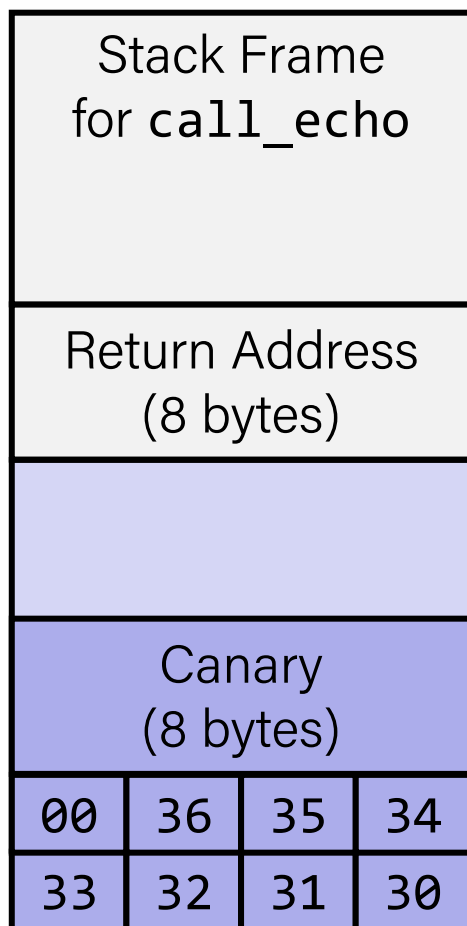 Stack Frame
for call_echo
Return Address
(8 bytes)
Canary
(8 bytes)
00 36 35 34
33 32 31 30